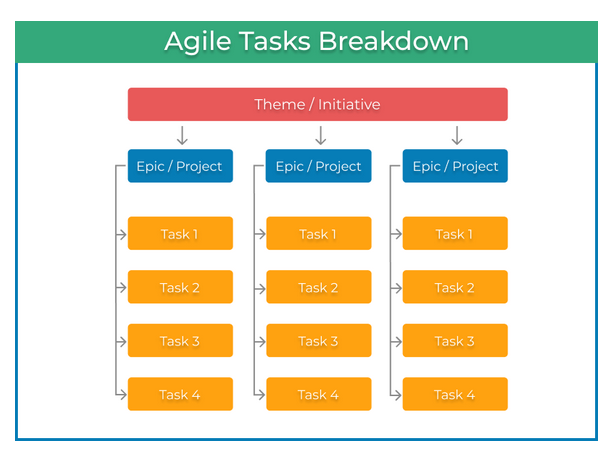 Agile Tasks Breakdown
Theme / Initiative
Epic / Project
Epic / Project
Epic / Project
Task 1
Task 1
Task 1
Task 2
Task 2
Task 2
Task 3
Task 3
Task 3
Task 4
Task 4
Task 4